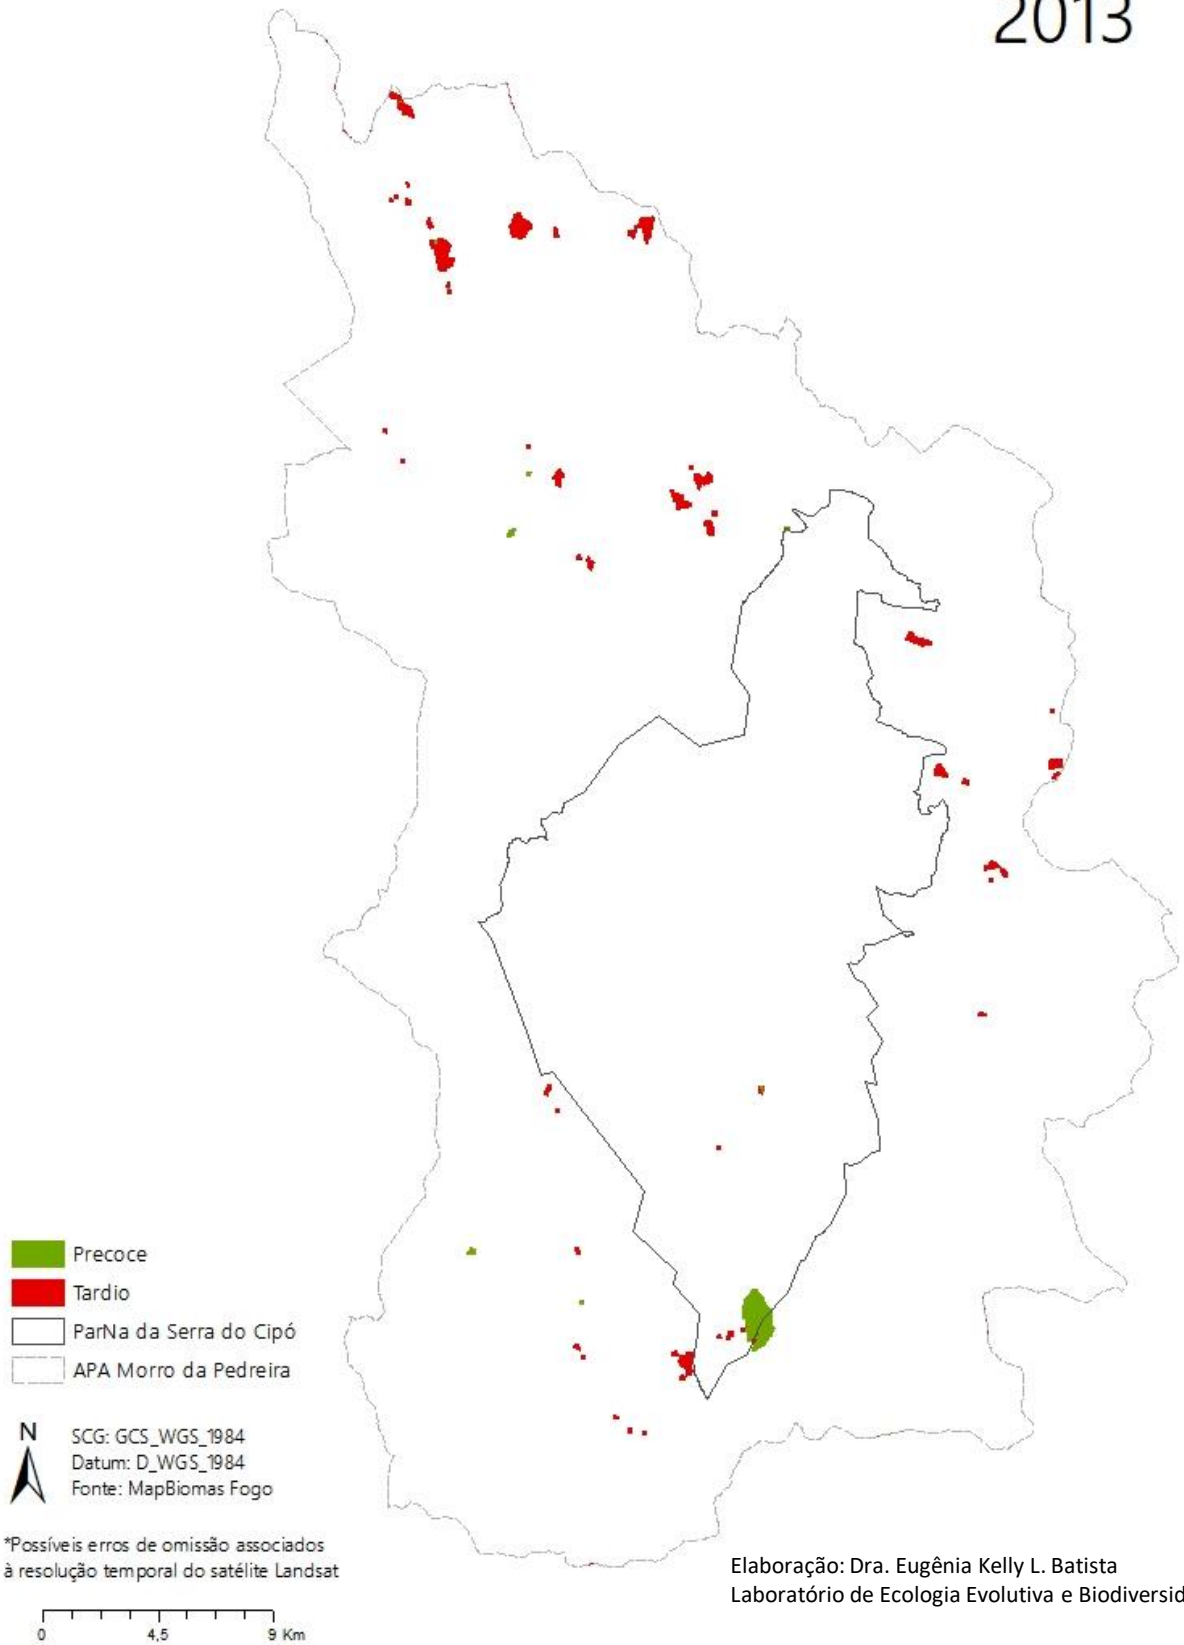 2013
Precoce
Tardio
ParNa da Serra do Cipó
APA Morro da Pedreira
N
SCG: GCS_WGS_1984
Datum: D_WGS_1984
Fonte: MapBiomas Fogo
*Possíveis erros de omissão associados
à resolução temporal do satélite Landsat
0 4,5 9 Km
Elaboração: Dra. Eugênia Kelly L. Batista
Laboratório de Ecologia Evolutiva e Biodiversid